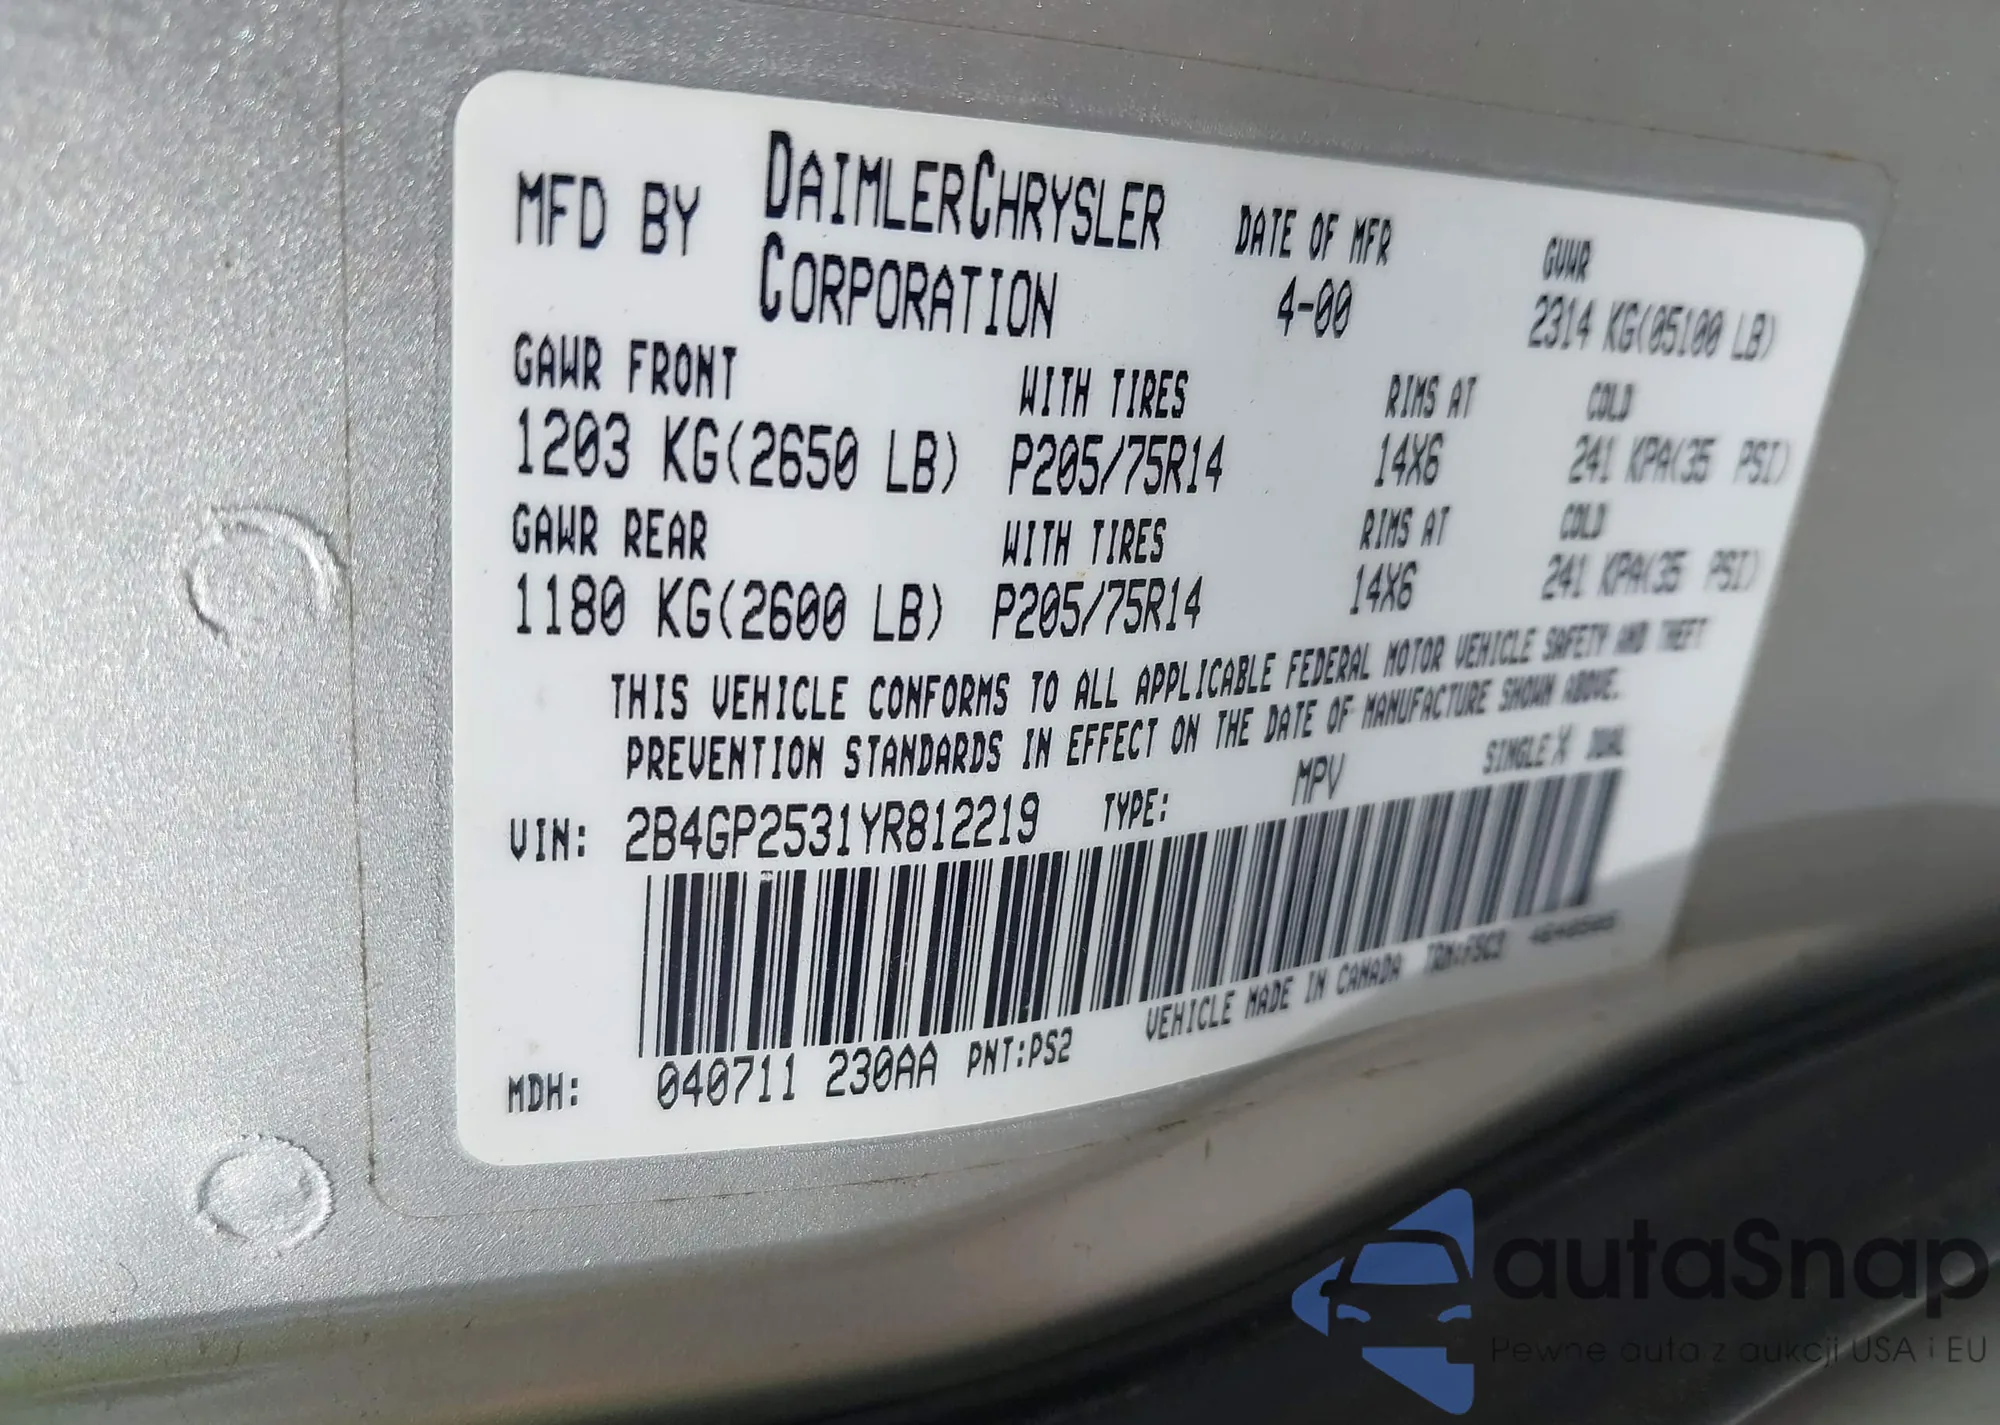 MFD BY DAIMLERCHRYSLER CORPORATION
DATE OF MFR
4-00
GVWR
2314 KG(05100 LB)
GAWR FRONT WITH TIRES RIMS AT COLD
1203 KG(2650 LB) P205/75R14 14X6 241 KPA(35 PSI)
GAWR REAR WITH TIRES RIMS AT COLD
1180 KG(2600 LB) P205/75R14 14X6 241 KPA(35 PSI)
THIS VEHICLE CONFORMS TO ALL APPLICABLE FEDERAL MOTOR VEHICLE SAFETY AND THEFT
PREVENTION STANDARDS IN EFFECT ON THE DATE OF MANUFACTURE SHOWN ABOVE.
VIN: 2B4GP2531YR812219 TYPE: MPV SINGLE X DUAL
MDH: 040711 230AA PNT:PS2 VEHICLE MADE IN CANADA TRM:FSC3
autaSnap
Pewne auta z aukcji USA i EU